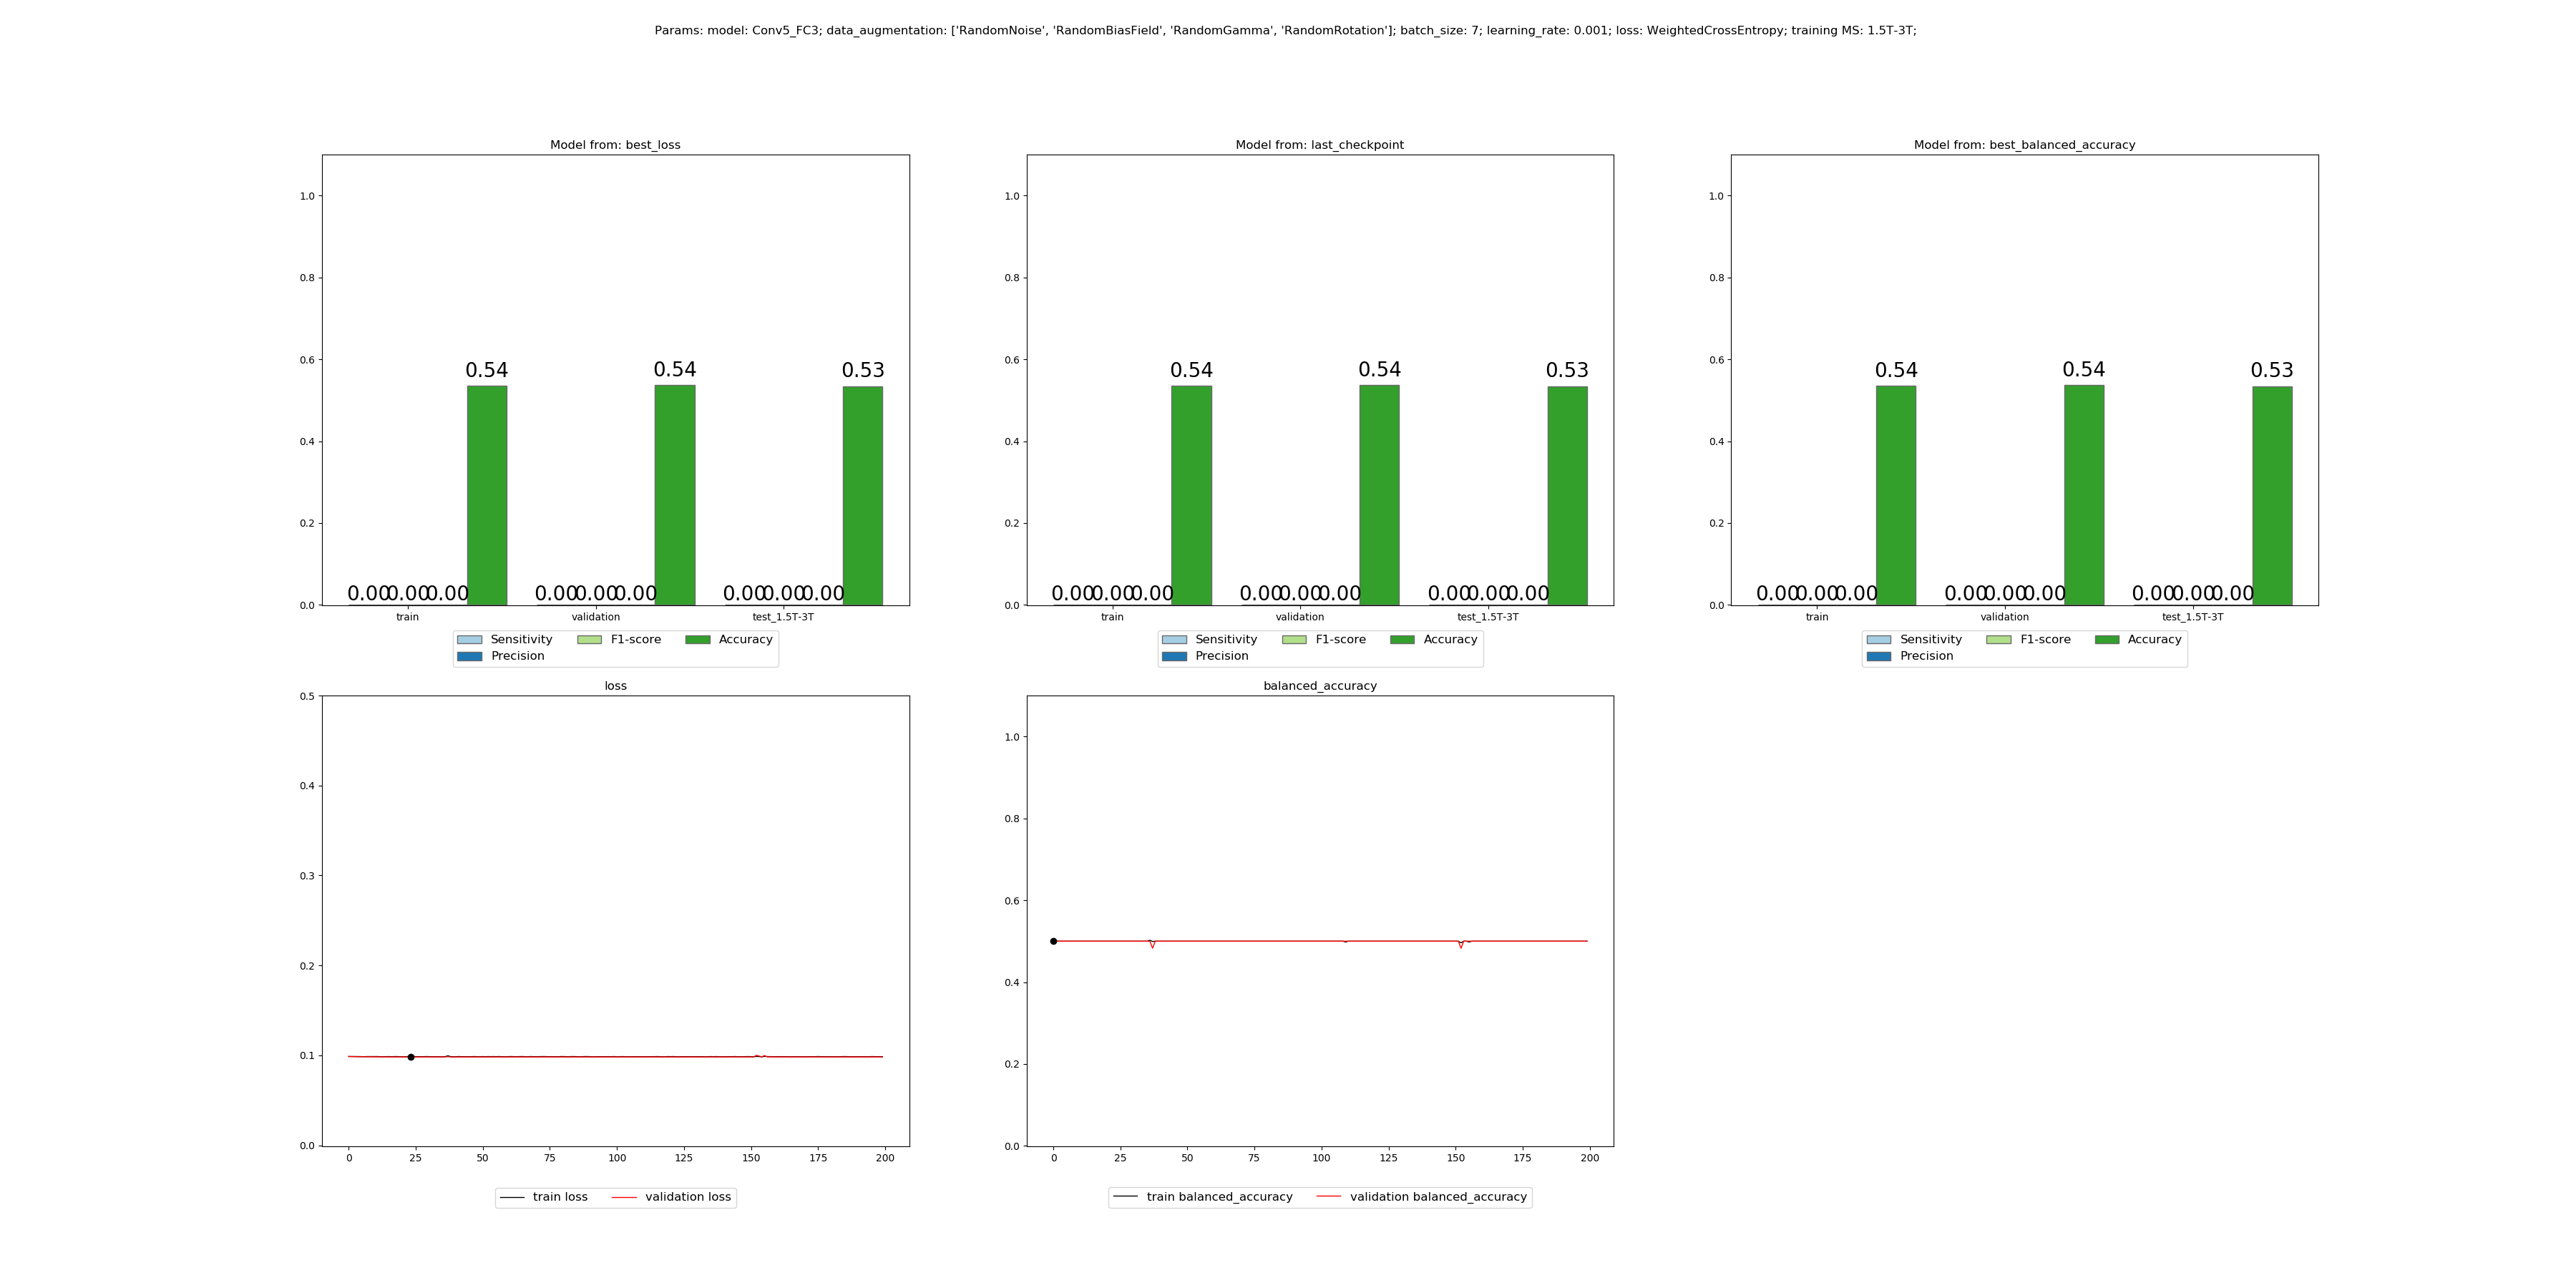 Params: model: Conv5_FC3; data_augmentation: ['RandomNoise', 'RandomBiasField', 'RandomGamma', 'RandomRotation']; batch_size: 7; learning_rate: 0.001; loss: WeightedCrossEntropy; training MS: 1.5T-3T;
Model from: best_loss
1.0
0.8
0.6
0.4
0.2
0.0
0.54
0.54
0.53
0.00 0.00 0.00
0.00 0.00 0.00
0.00 0.00 0.00
train validation test_1.5T-3T
Sensitivity F1-score Accuracy
Precision
Model from: last_checkpoint
1.0
0.8
0.6
0.4
0.2
0.0
0.54
0.54
0.53
0.00 0.00 0.00
0.00 0.00 0.00
0.00 0.00 0.00
train validation test_1.5T-3T
Sensitivity F1-score Accuracy
Precision
Model from: best_balanced_accuracy
1.0
0.8
0.6
0.4
0.2
0.0
0.54
0.54
0.53
0.00 0.00 0.00
0.00 0.00 0.00
0.00 0.00 0.00
train validation test_1.5T-3T
Sensitivity F1-score Accuracy
Precision
loss
0.5
0.4
0.3
0.2
0.1
0.0
0 25 50 75 100 125 150 175 200
train loss validation loss
balanced_accuracy
1.0
0.8
0.6
0.4
0.2
0.0
0 25 50 75 100 125 150 175 200
train balanced_accuracy validation balanced_accuracy